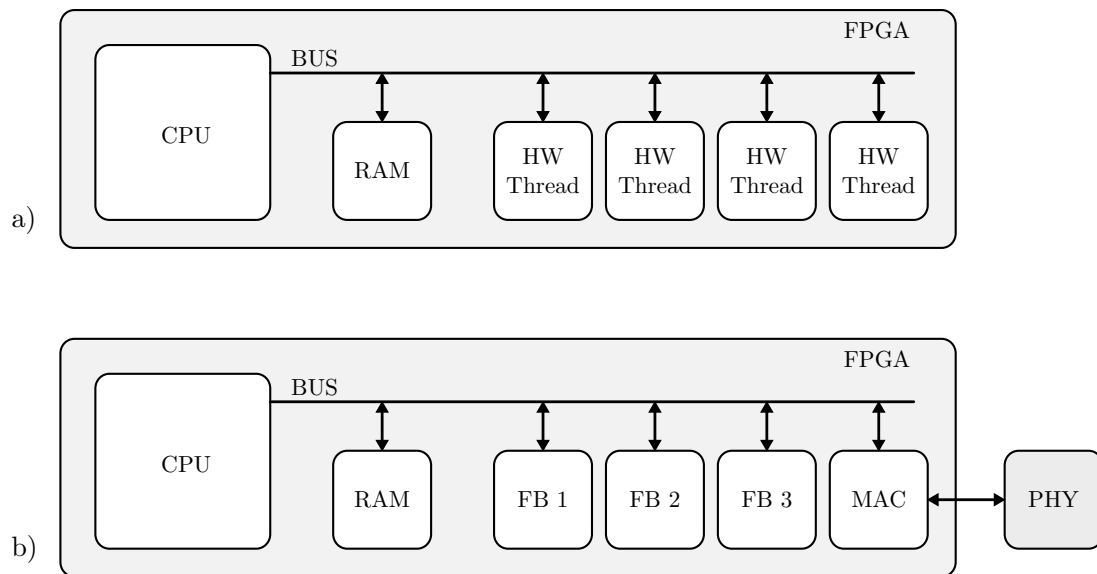 FPGA
BUS
CPU
RAM
HW
Thread
HW
Thread
HW
Thread
HW
Thread
a)
FPGA
BUS
CPU
RAM
FB 1
FB 2
FB 3
MAC
PHY
b)